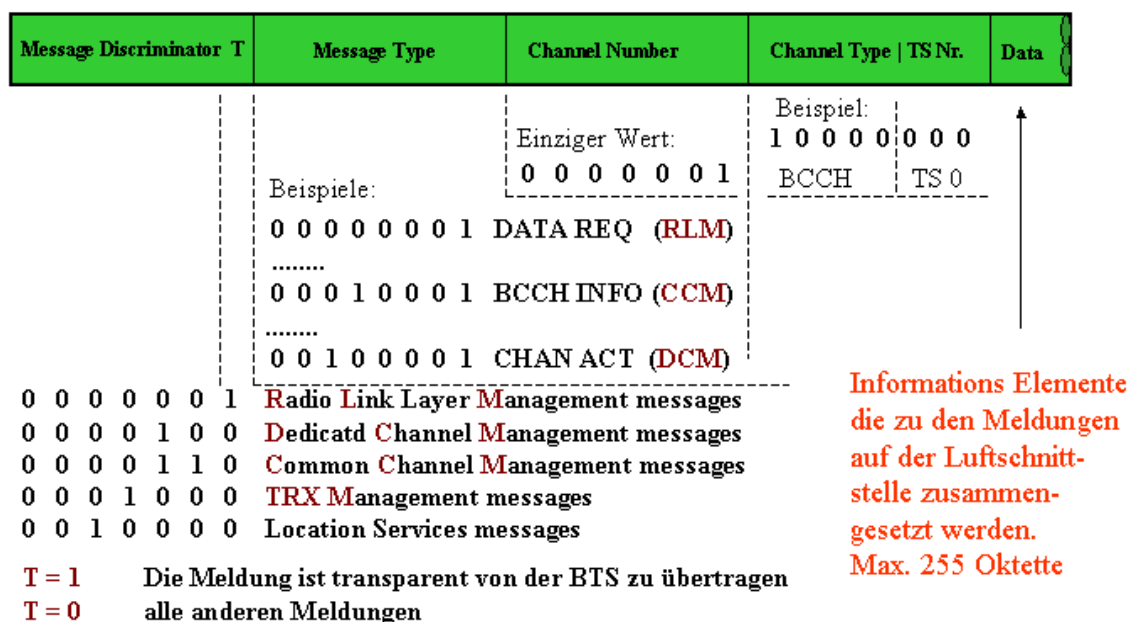 Message Discriminator T Message Type Channel Number Channel Type | TS Nr. Data
Beispiel:
Einziger Wert:
1 0 0 0 0 0 0 0
0 0 0 0 0 0 1
BCCH TS 0
Beispiele:
0 0 0 0 0 0 0 1 DATA REQ (RLM)
........
0 0 0 1 0 0 0 1 BCCH INFO (CCM)
........
0 0 1 0 0 0 0 1 CHAN ACT (DCM)
0 0 0 0 0 0 1 Radio Link Layer Management messages
0 0 0 0 1 0 0 Dedicatd Channel Management messages
0 0 0 0 1 1 0 Common Channel Management messages
0 0 0 1 0 0 0 TRX Management messages
0 0 1 0 0 0 0 Location Services messages
T = 1 Die Meldung ist transparent von der BTS zu übertragen
T = 0 alle anderen Meldungen
Informations Elemente
die zu den Meldungen
auf der Luftschnitt-
stelle zusammen-
gesetzt werden.
Max. 255 Oktette